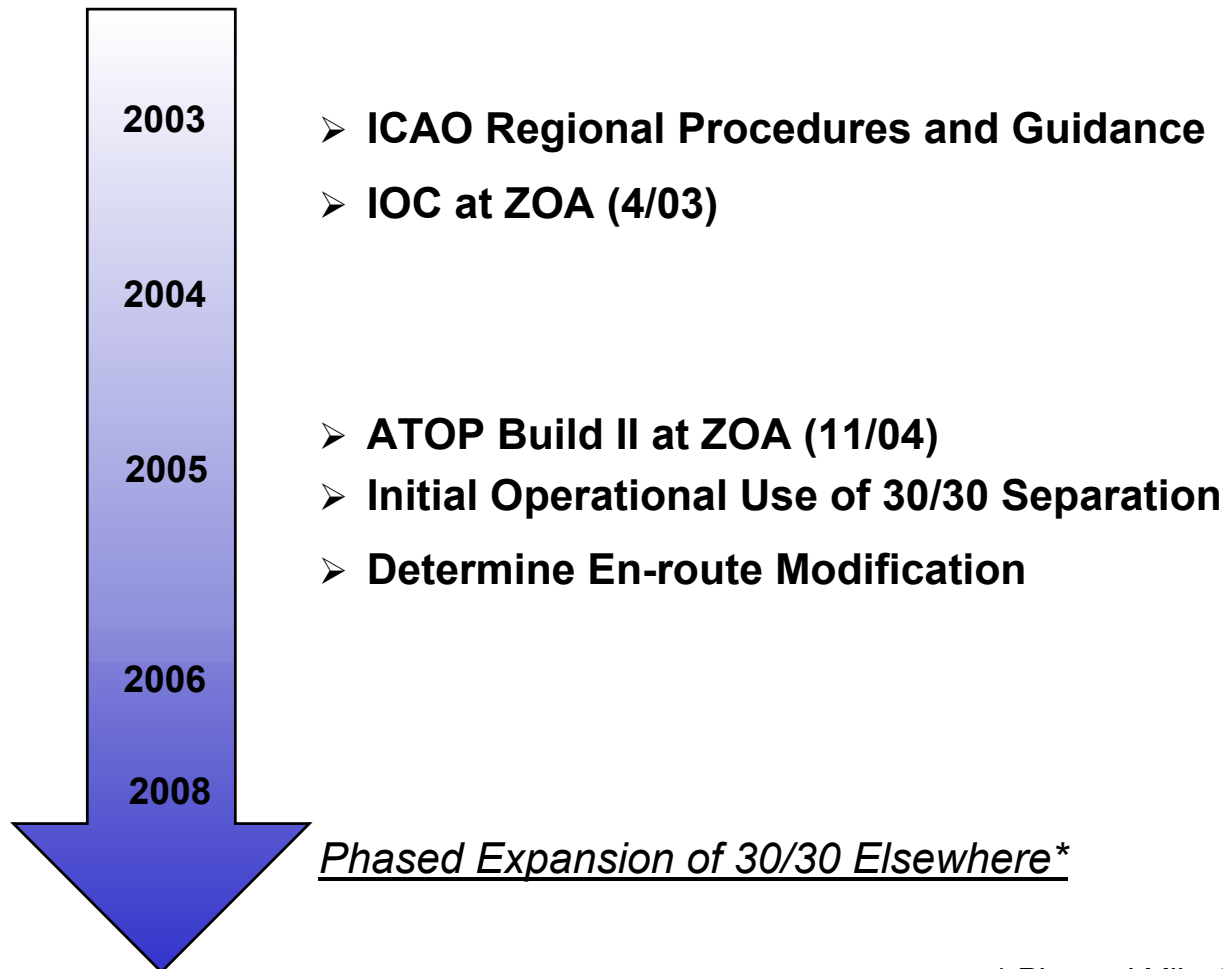 2003
➢ ICAO Regional Procedures and Guidance
➢ IOC at ZOA (4/03)
2004
➢ ATOP Build II at ZOA (11/04)
2005
➢ Initial Operational Use of 30/30 Separation
➢ Determine En-route Modification
2006
2008
Phased Expansion of 30/30 Elsewhere*